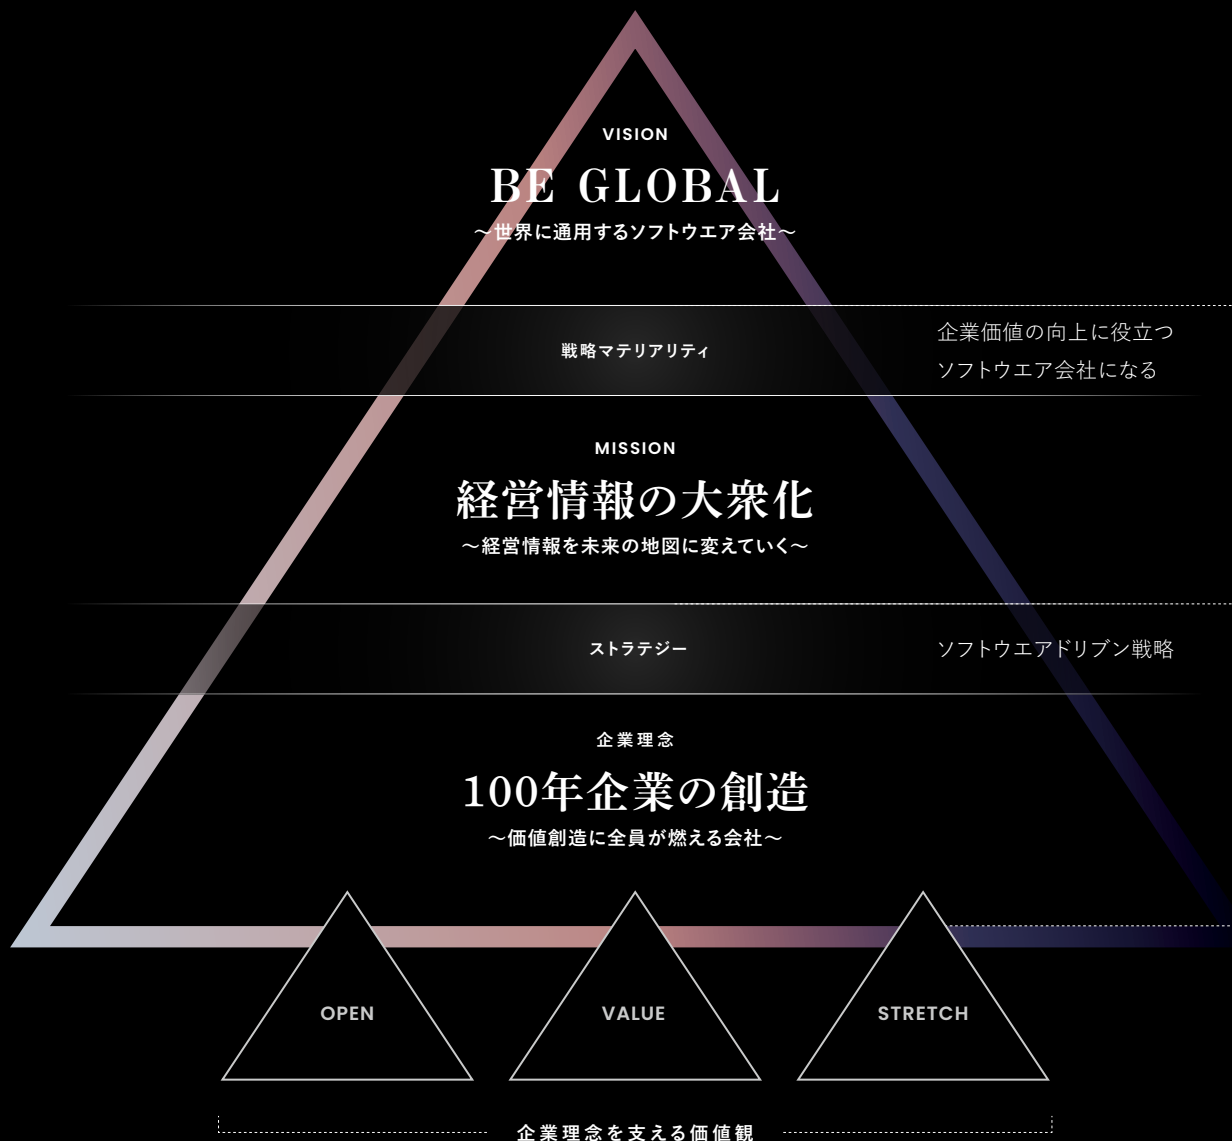 VISION
BE GLOBAL
〜世界に通用するソフトウエア会社〜
戦略マテリアリティ
企業価値の向上に役立つ
ソフトウエア会社になる
MISSION
経営情報の大衆化
〜経営情報を未来の地図に変えていく〜
ストラテジー
ソフトウエアドリブン戦略
企業理念
100年企業の創造
〜価値創造に全員が燃える会社〜
OPEN
VALUE
STRETCH
企業理念を支える価値観